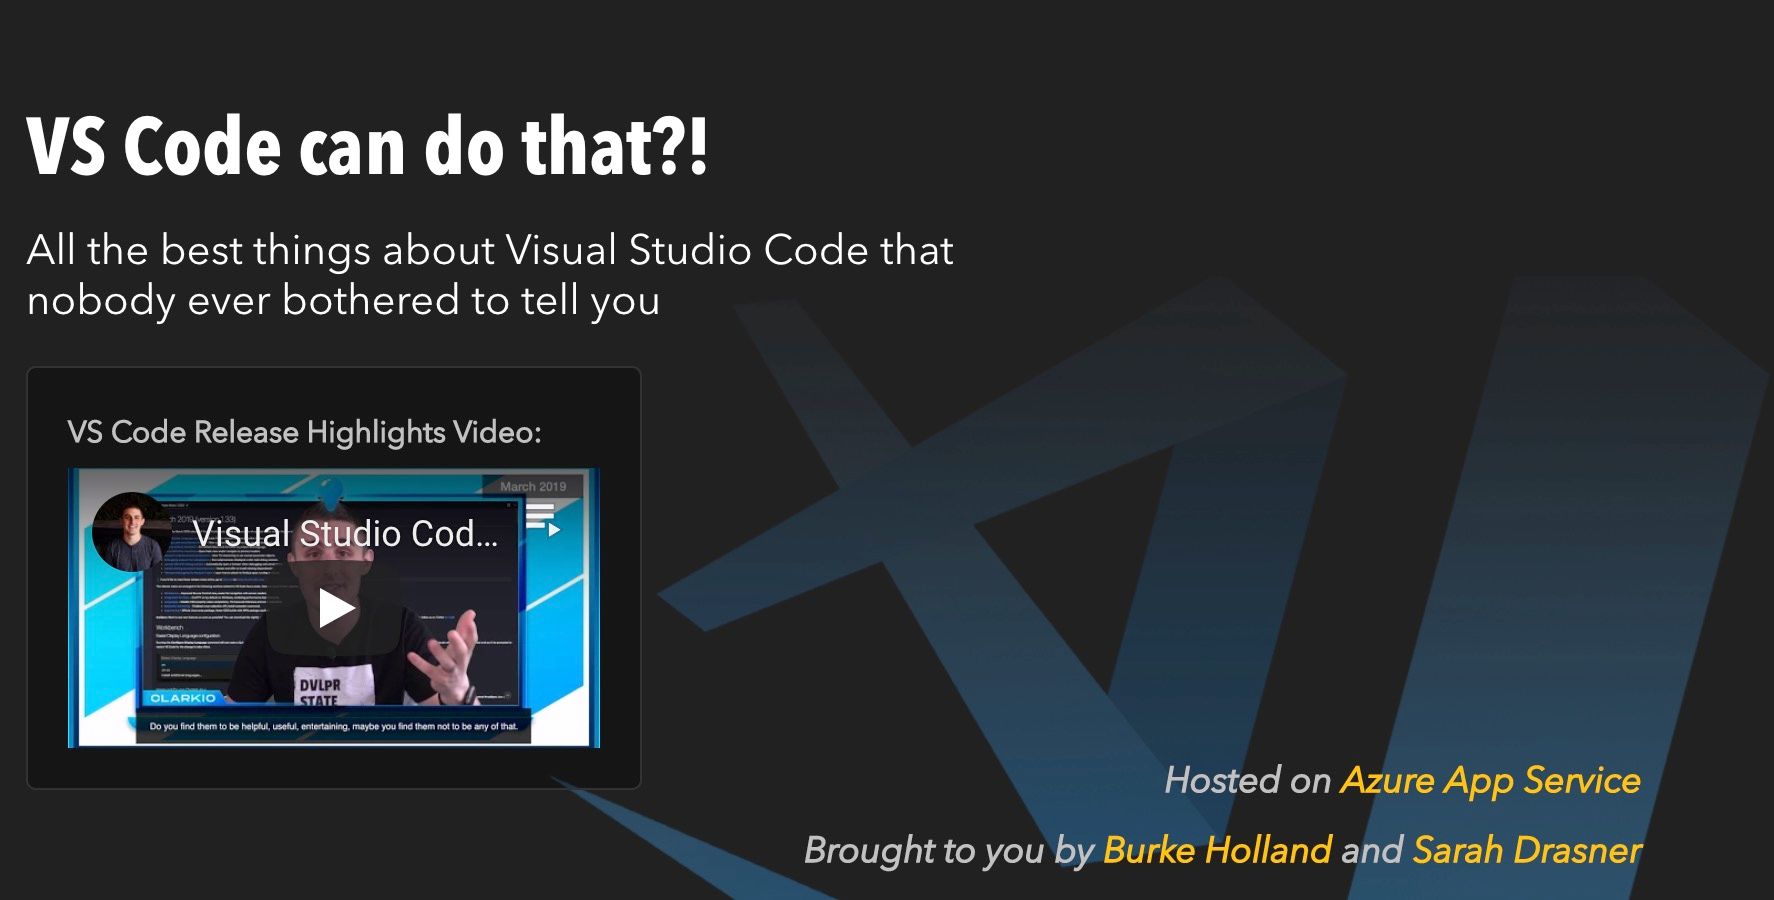 VS Code can do that?!
All the best things about Visual Studio Code that
nobody ever bothered to tell you
VS Code Release Highlights Video:
March 2019
Visual Studio Cod...
Workbench
DVLPR
STATE
CLARKIO
Do you find them to be helpful, useful, entertaining, maybe you find them not to be any of that.
Hosted on Azure App Service
Brought to you by Burke Holland and Sarah Drasner